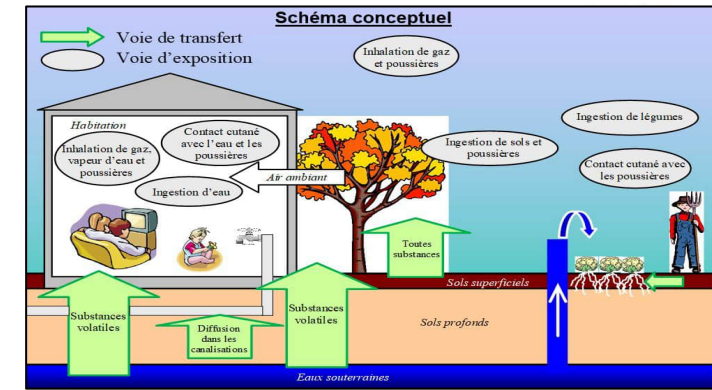 Schéma conceptuel
Voie de transfert
Voie d'exposition
Inhalation de gaz
et poussières
Habitation
Inhalation de gaz,
vapeur d'eau et
poussières
Contact cutané
avec l'eau et les
poussières
Ingestion d'eau
Air ambiant
Ingestion de sols et
poussières
Ingestion de légumes
Contact cutané avec
les poussières
Toutes
substances
Sols superficiels
Substances
volatiles
Diffusion
dans les
canalisations
Substances
volatiles
Sols profonds
Eaux souterraines